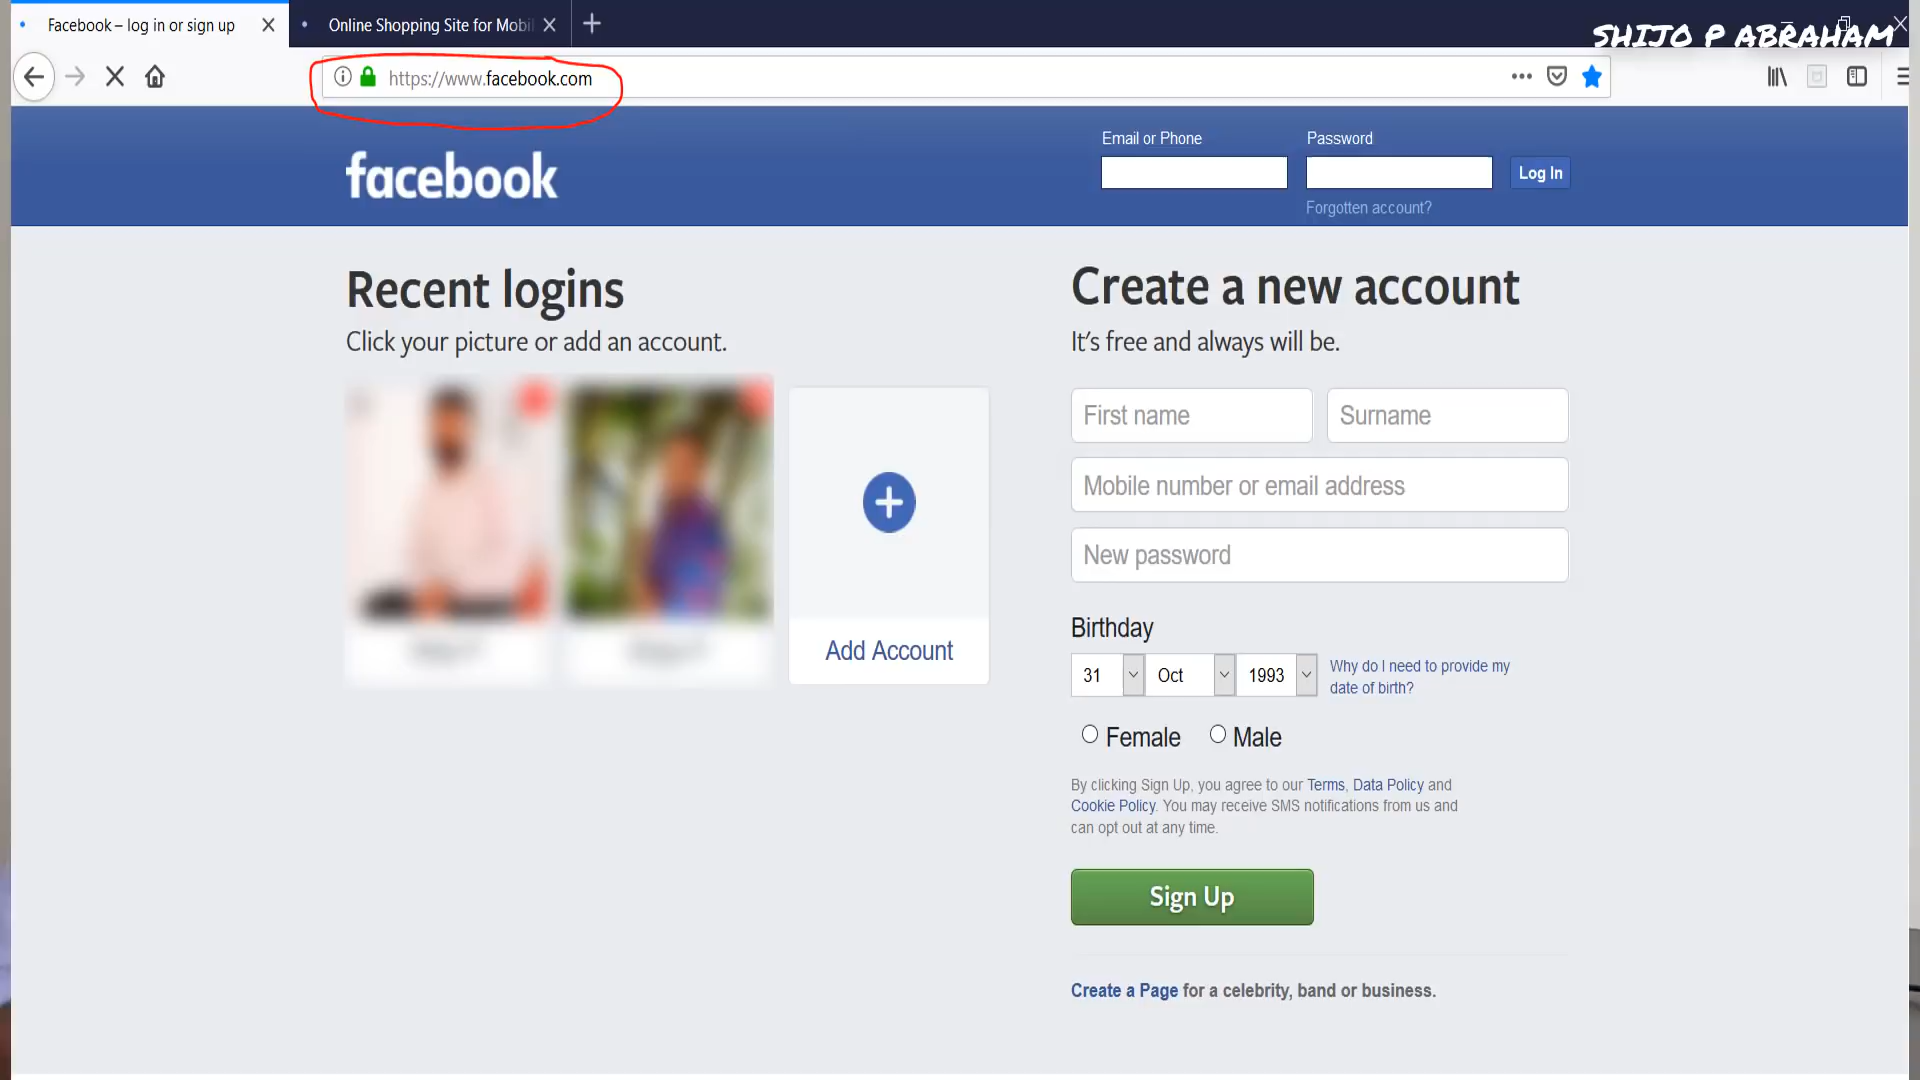 Facebook – log in or sign up
Online Shopping Site for Mobil
SHIJO P ABRAHAM
https://www.facebook.com
facebook
Email or Phone
Password
Log In
Forgotten account?
Recent logins
Click your picture or add an account.
Add Account
Create a new account
It's free and always will be.
First name
Surname
Mobile number or email address
New password
Birthday
31 Oct 1993
Why do I need to provide my
date of birth?
Female Male
By clicking Sign Up, you agree to our Terms, Data Policy and
Cookie Policy. You may receive SMS notifications from us and
can opt out at any time.
Sign Up
Create a Page for a celebrity, band or business.